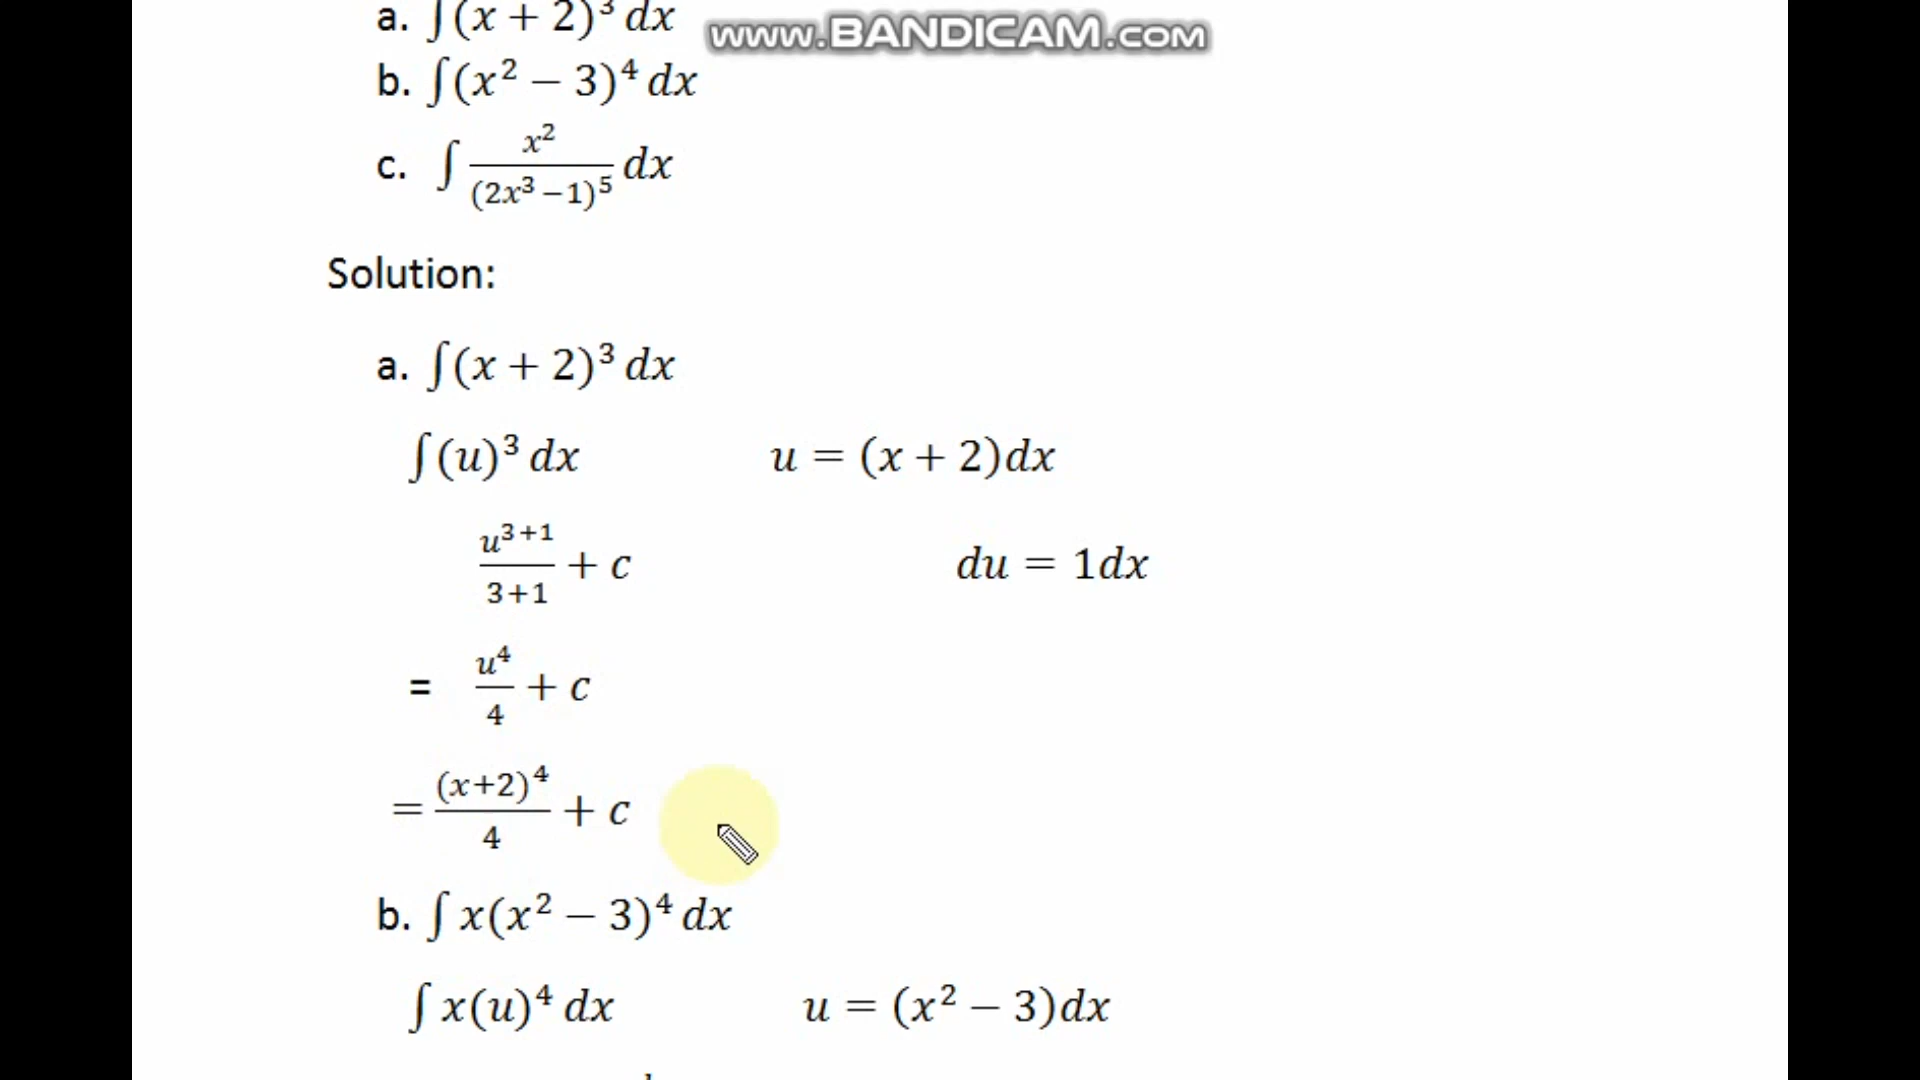 a. ∫(x + 2)³ dx
www.BANDICAM.com
b. ∫(x² − 3)⁴ dx
c. ∫ x²/(2x³ −1)⁵ dx
Solution:
a. ∫(x + 2)³ dx
∫(u)³ dx u = (x + 2)dx
u³⁺¹/3+1 + c du = 1dx
= u⁴/4 + c
= (x+2)⁴/4 + c
b. ∫ x(x² − 3)⁴ dx
∫ x(u)⁴ dx u = (x² − 3)dx